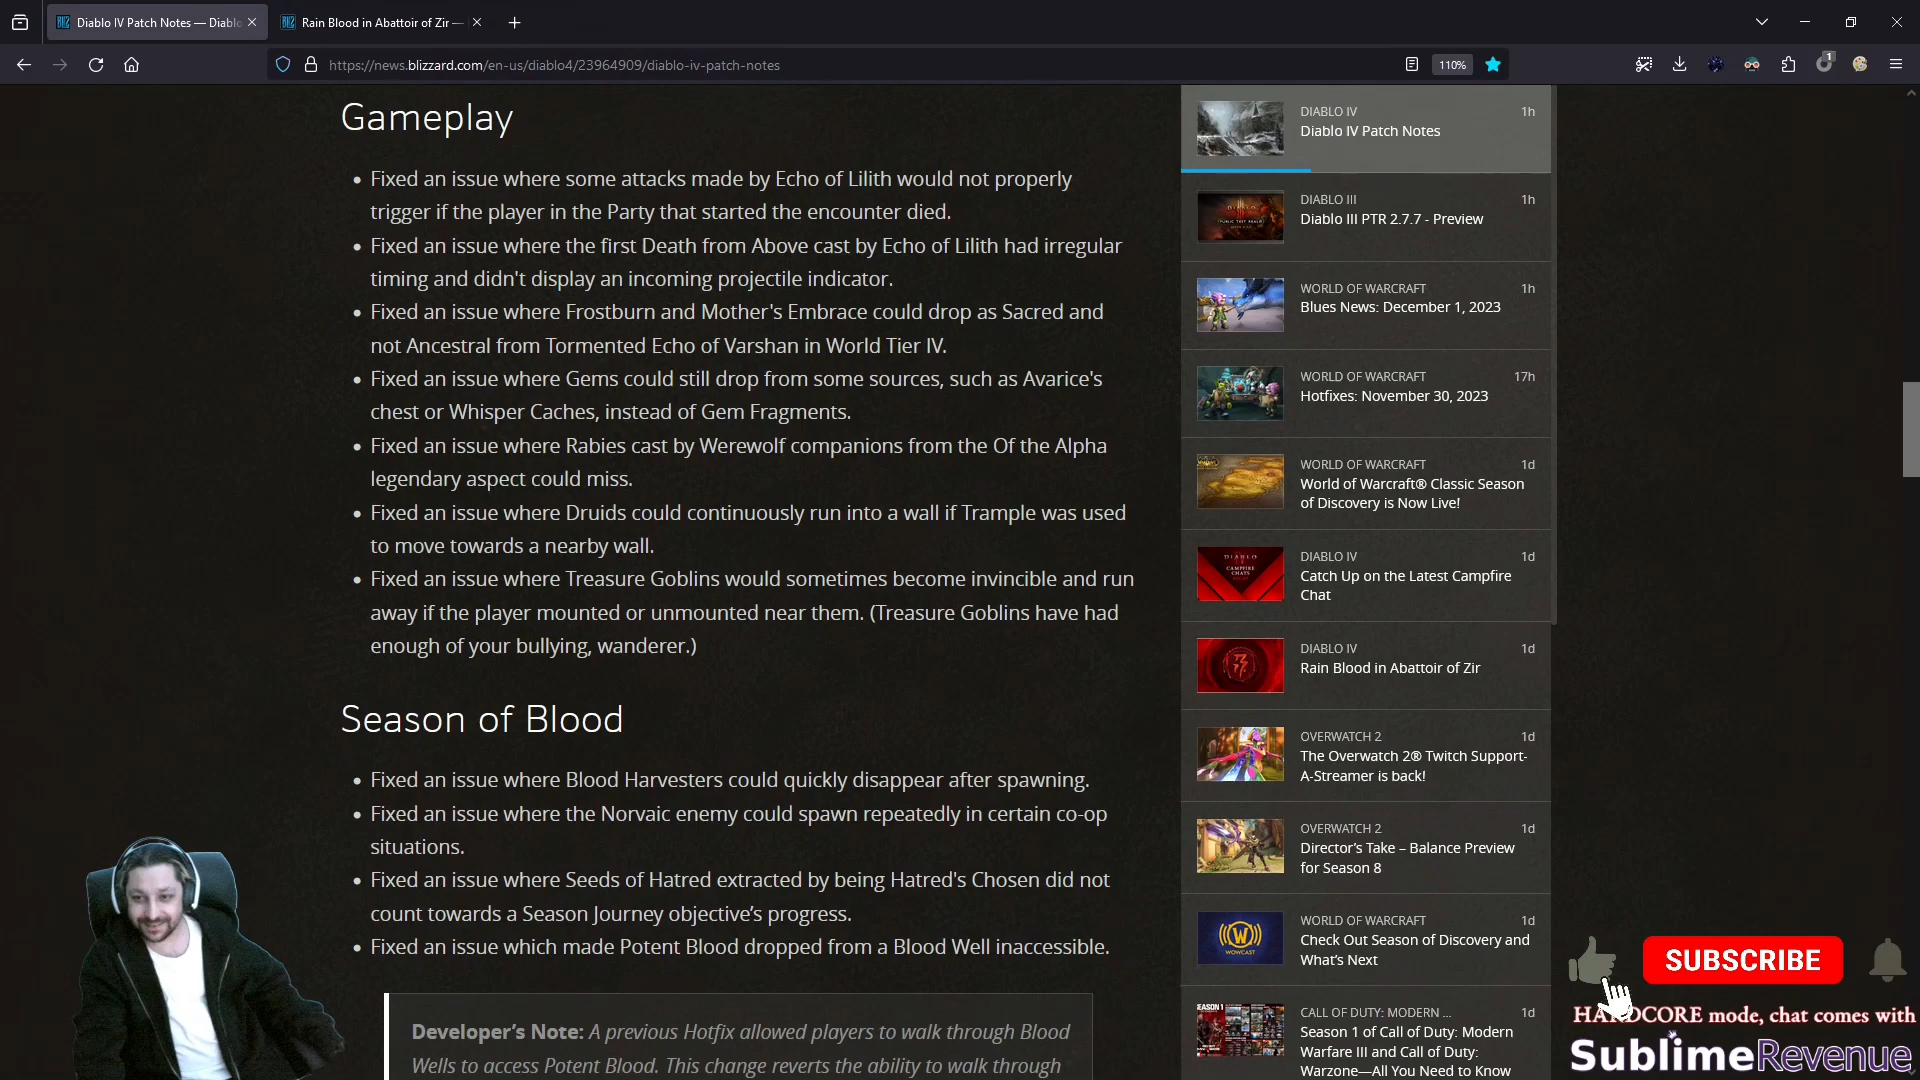 Diablo IV Patch Notes — Diablo
Rain Blood in Abattoir of Zir —
https://news.blizzard.com/en-us/diablo4/23964909/diablo-iv-patch-notes
110%
1
Gameplay
Fixed an issue where some attacks made by Echo of Lilith would not properly
trigger if the player in the Party that started the encounter died.
Fixed an issue where the first Death from Above cast by Echo of Lilith had irregular
timing and didn't display an incoming projectile indicator.
Fixed an issue where Frostburn and Mother's Embrace could drop as Sacred and
not Ancestral from Tormented Echo of Varshan in World Tier IV.
Fixed an issue where Gems could still drop from some sources, such as Avarice's
chest or Whisper Caches, instead of Gem Fragments.
Fixed an issue where Rabies cast by Werewolf companions from the Of the Alpha
legendary aspect could miss.
Fixed an issue where Druids could continuously run into a wall if Trample was used
to move towards a nearby wall.
Fixed an issue where Treasure Goblins would sometimes become invincible and run
away if the player mounted or unmounted near them. (Treasure Goblins have had
enough of your bullying, wanderer.)
Season of Blood
Fixed an issue where Blood Harvesters could quickly disappear after spawning.
Fixed an issue where the Norvaic enemy could spawn repeatedly in certain co-op
situations.
Fixed an issue where Seeds of Hatred extracted by being Hatred's Chosen did not
count towards a Season Journey objective’s progress.
Fixed an issue which made Potent Blood dropped from a Blood Well inaccessible.
Developer’s Note: A previous Hotfix allowed players to walk through Blood
Wells to access Potent Blood. This change reverts the ability to walk through
DIABLO IV 1h
Diablo IV Patch Notes
DIABLO III 1h
Diablo III PTR 2.7.7 - Preview
WORLD OF WARCRAFT 1h
Blues News: December 1, 2023
WORLD OF WARCRAFT 17h
Hotfixes: November 30, 2023
WORLD OF WARCRAFT 1d
World of Warcraft® Classic Season
of Discovery is Now Live!
DIABLO IV 1d
Catch Up on the Latest Campfire
Chat
DIABLO IV 1d
Rain Blood in Abattoir of Zir
OVERWATCH 2 1d
The Overwatch 2® Twitch Support-
A-Streamer is back!
OVERWATCH 2 1d
Director’s Take – Balance Preview
for Season 8
WORLD OF WARCRAFT 1d
Check Out Season of Discovery and
What’s Next
CALL OF DUTY: MODERN ... 1d
Season 1 of Call of Duty: Modern
Warfare III and Call of Duty:
Warzone—All You Need to Know
DIABLO
CAMPFIRE
CHATS
WOWCAST
SEASON 1
SUBSCRIBE
HARDCORE mode, chat comes with
SublimeRevenue